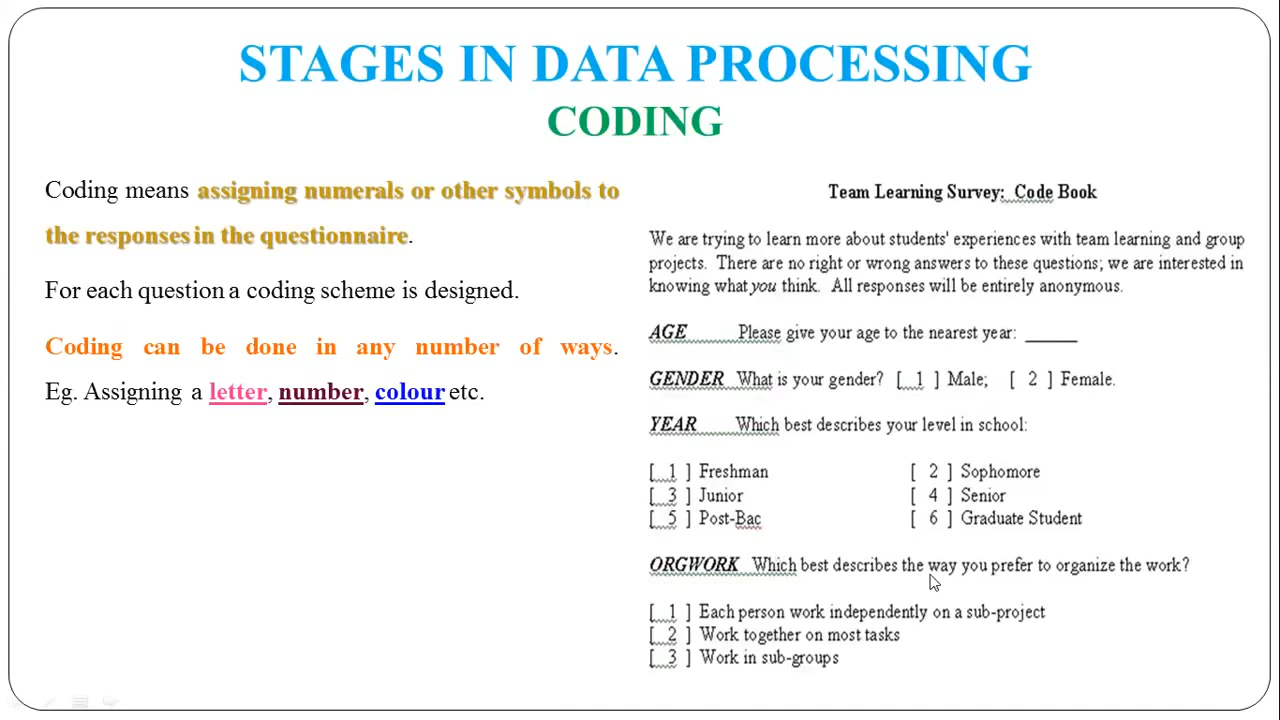 STAGES IN DATA PROCESSING
CODING
Coding means assigning numerals or other symbols to
the responses in the questionnaire.
For each question a coding scheme is designed.
Coding can be done in any number of ways.
Eg. Assigning a letter, number, colour etc.
Team Learning Survey: Code Book
We are trying to learn more about students' experiences with team learning and group
projects. There are no right or wrong answers to these questions; we are interested in
knowing what you think. All responses will be entirely anonymous.
AGE Please give your age to the nearest year: ______
GENDER What is your gender? [ 1 ] Male; [ 2 ] Female.
YEAR Which best describes your level in school:
[ 1 ] Freshman [ 2 ] Sophomore
[ 3 ] Junior [ 4 ] Senior
[ 5 ] Post-Bac [ 6 ] Graduate Student
ORGWORK Which best describes the way you prefer to organize the work?
[ 1 ] Each person work independently on a sub-project
[ 2 ] Work together on most tasks
[ 3 ] Work in sub-groups